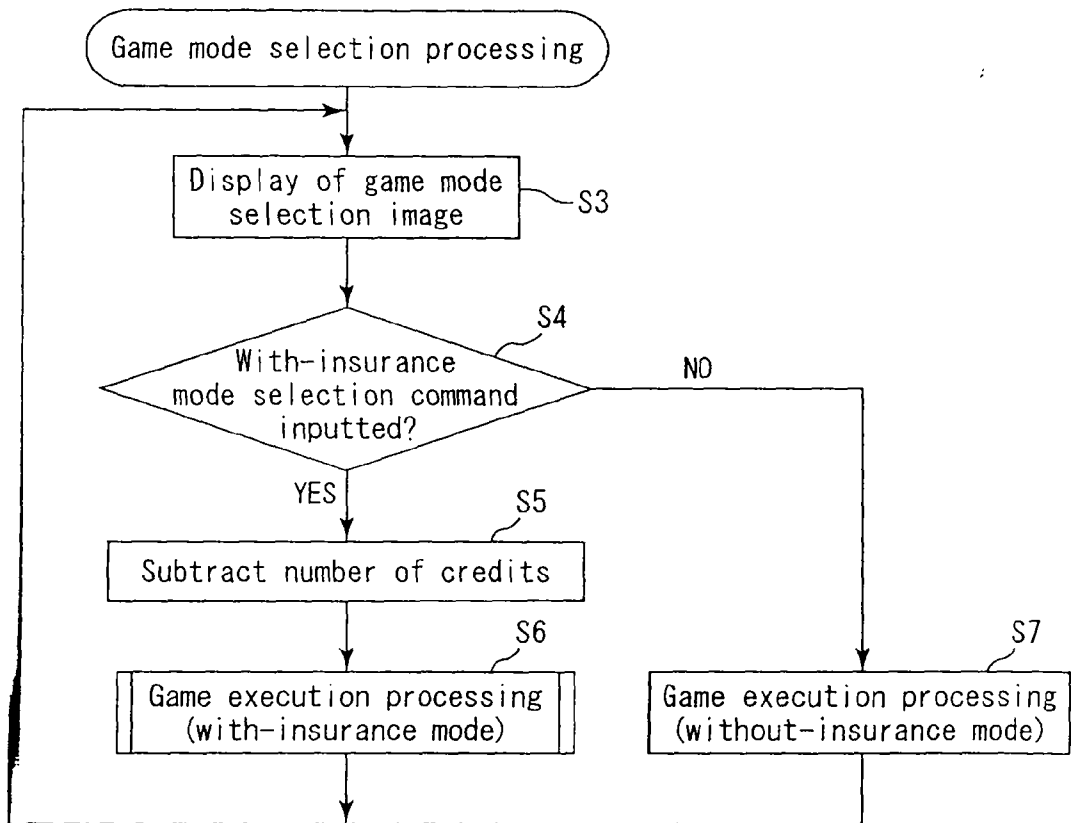 Game mode selection processing
Display of game mode
selection image
S3
S4
With-insurance
mode selection command
inputted?
NO
YES
S5
Subtract number of credits
S6
Game execution processing
(with-insurance mode)
S7
Game execution processing
(without-insurance mode)